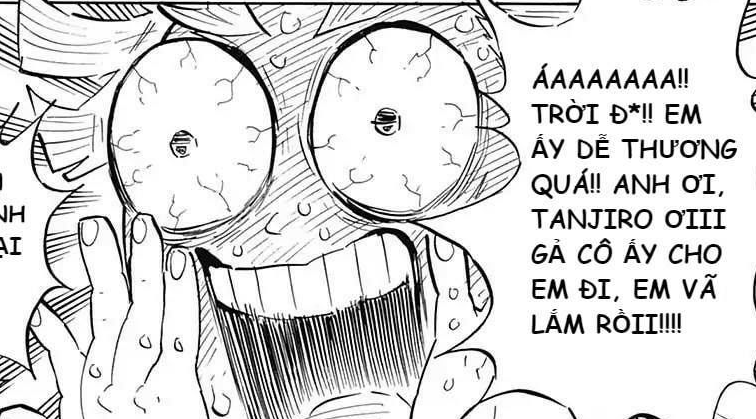 ÁAAAAAAA!!
TRỜI Đ*!! EM
ẤY DỄ THƯƠNG
QUÁ!! ANH ƠI,
TANJIRO ƠIII
GẢ CÔ ẤY CHO
EM ĐI, EM VÃ
LẮM RỒII!!!!